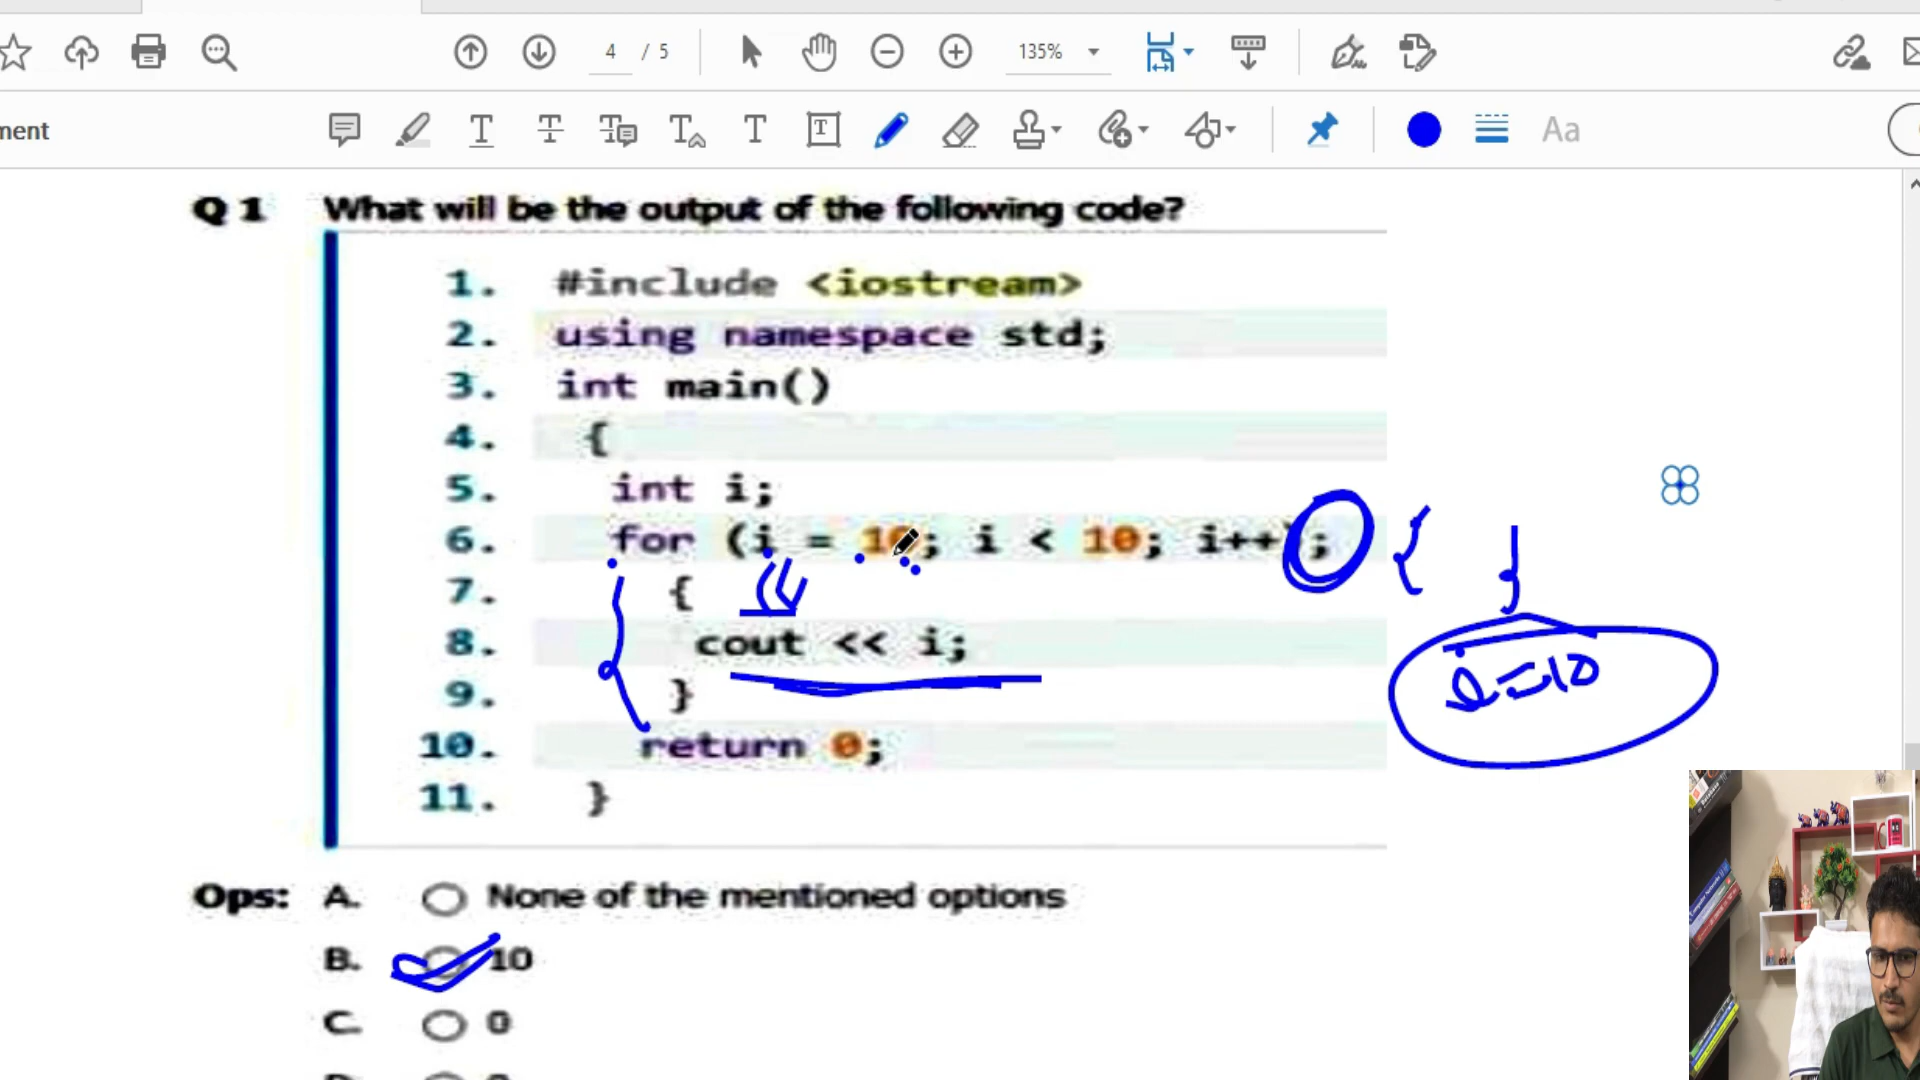 4 / 5
135%
ment
T T T T T T
Aa
Q 1 What will be the output of the following code?
1. #include <iostream>
2. using namespace std;
3. int main()
4. {
5. int i;
6. for (i = 10; i < 10; i++);
{ }
7. {
8. cout << i;
i=10
9. }
10. return 0;
11. }
Ops: A. None of the mentioned options
B. 10
C. 0